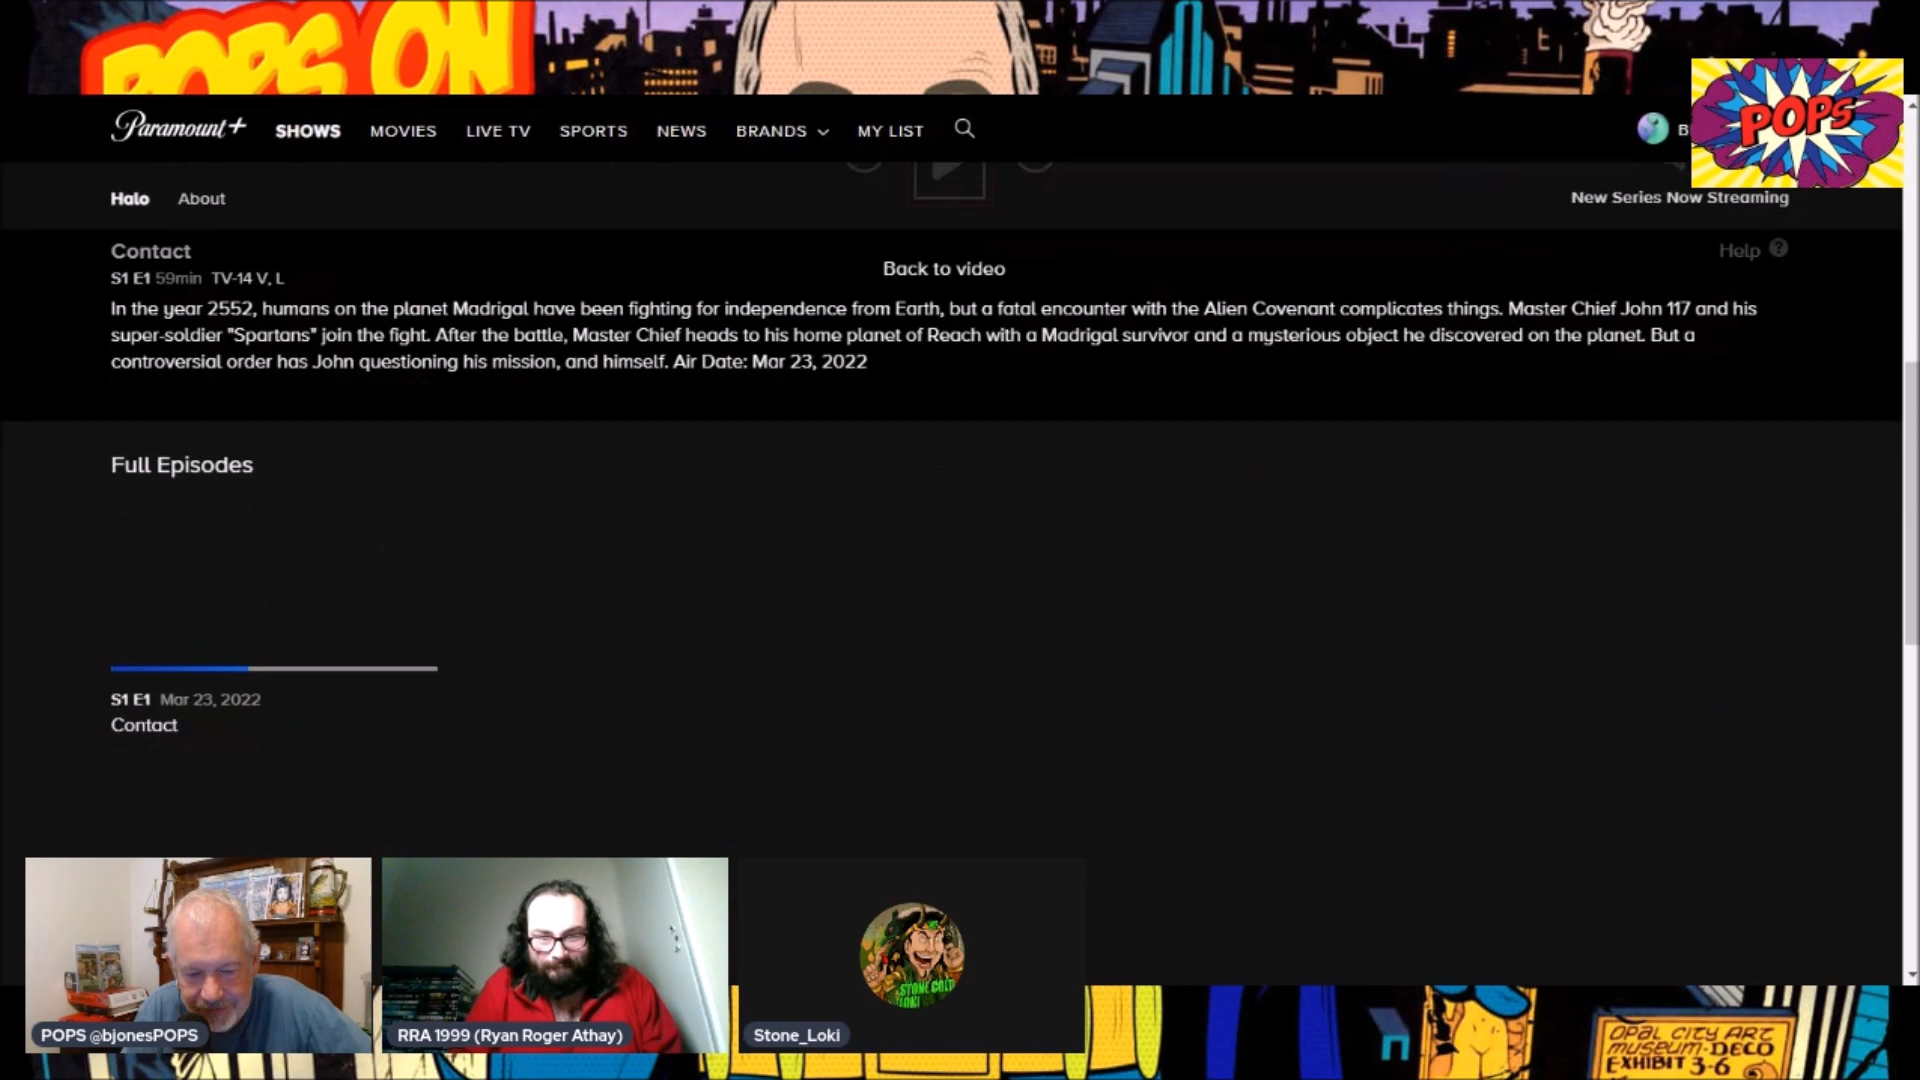 POPS ON
POPS
Paramount+ SHOWS MOVIES LIVE TV SPORTS NEWS BRANDS MY LIST
Halo About
New Series Now Streaming
Contact
Help ?
S1 E1 59min TV-14 V, L
Back to video
In the year 2552, humans on the planet Madrigal have been fighting for independence from Earth, but a fatal encounter with the Alien Covenant complicates things. Master Chief John 117 and his
super-soldier "Spartans" join the fight. After the battle, Master Chief heads to his home planet of Reach with a Madrigal survivor and a mysterious object he discovered on the planet. But a
controversial order has John questioning his mission, and himself. Air Date: Mar 23, 2022
Full Episodes
S1 E1 Mar 23, 2022
Contact
STONE COLD
LOKI
POPS @bjonesPOPS
RRA 1999 (Ryan Roger Athay)
Stone_Loki
OPAL CITY ART
MUSEUM·DECO
EXHIBIT 3-6